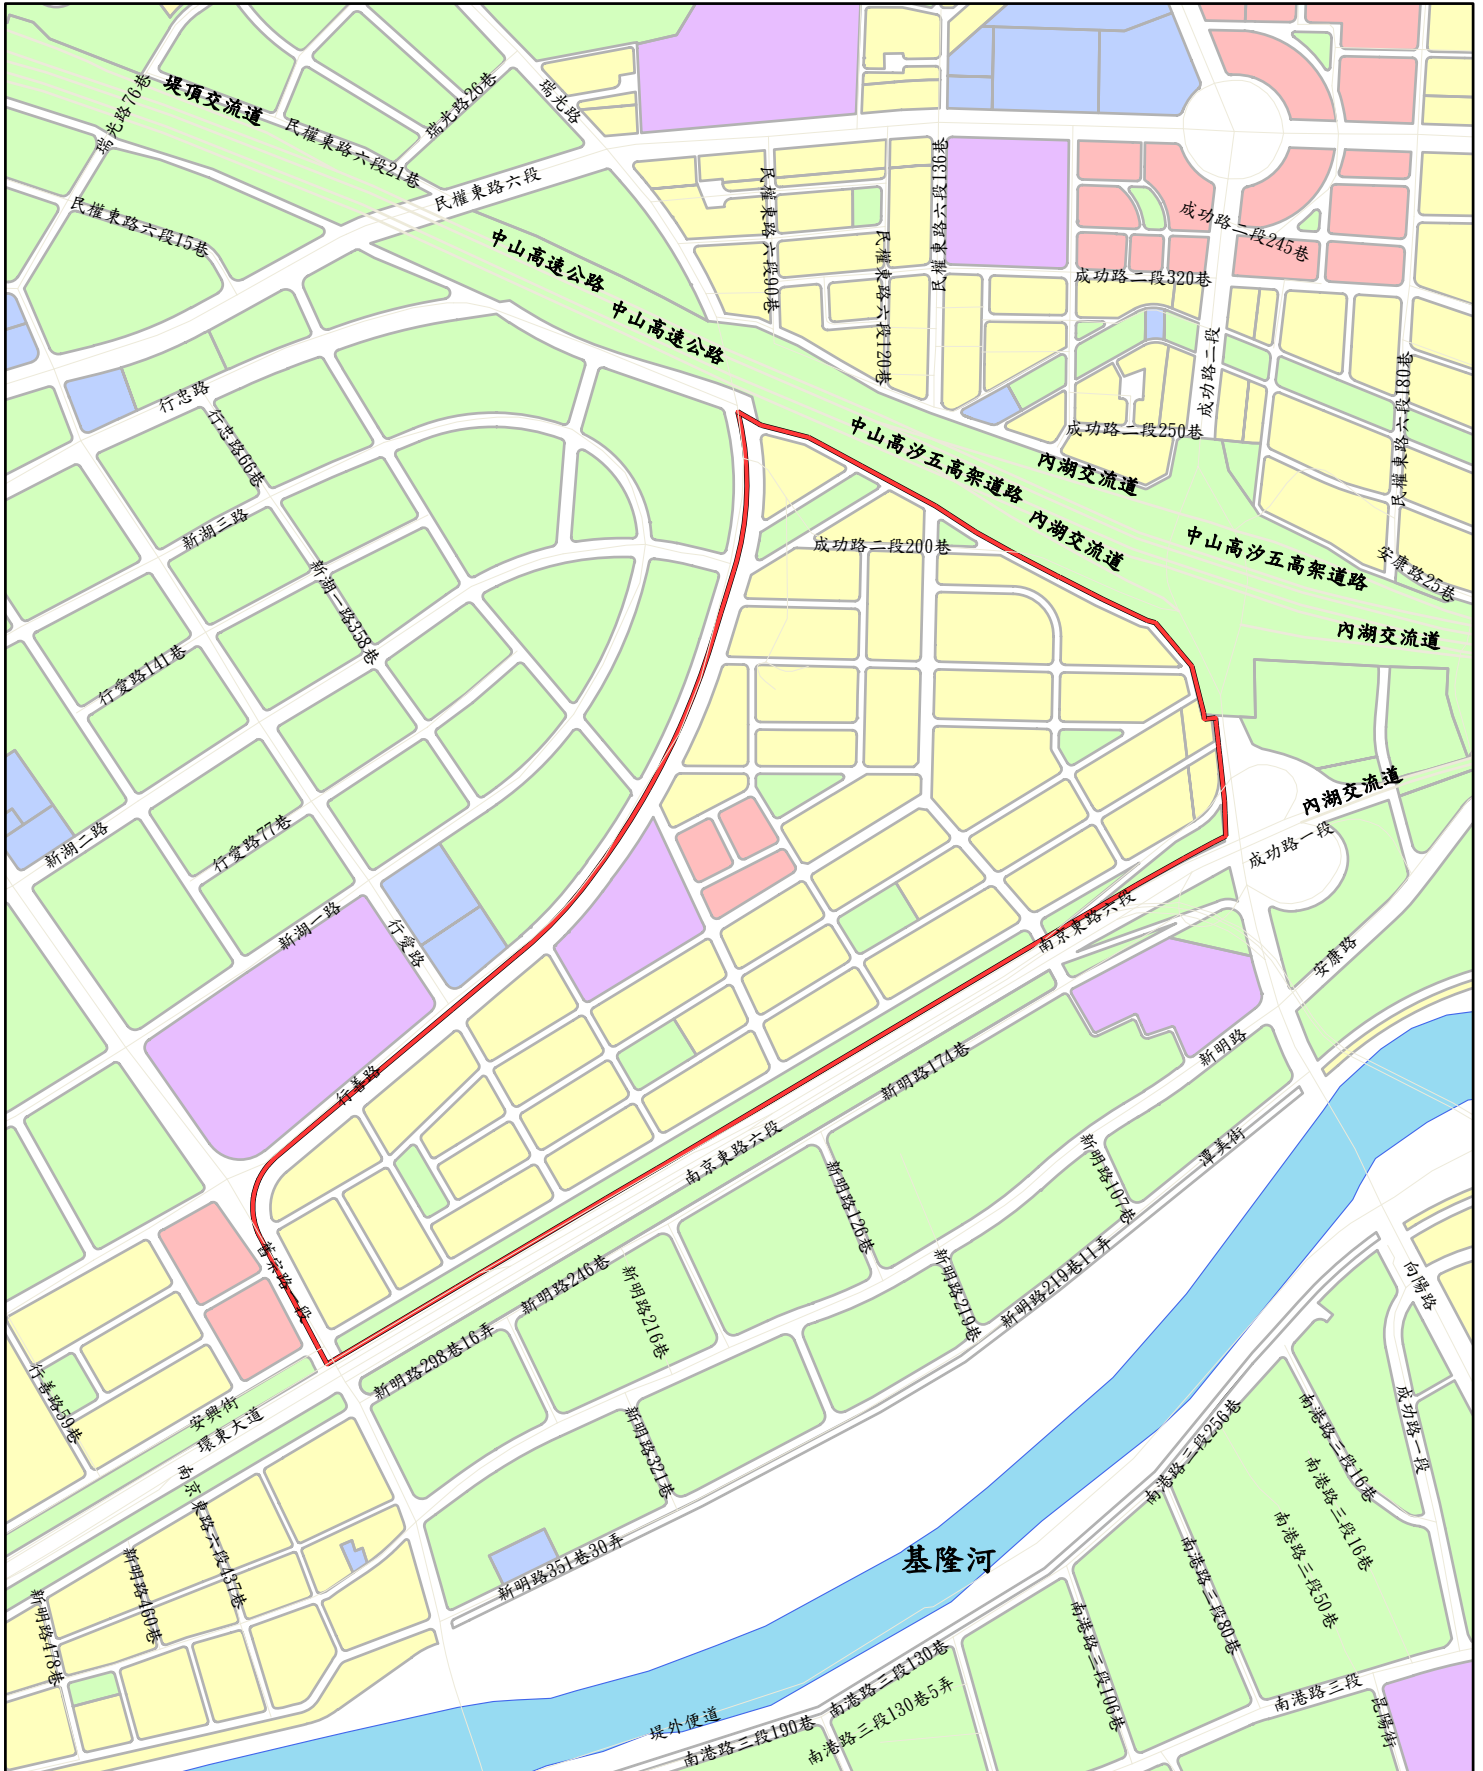 瑞光路76巷
堤頂交流道
瑞光路26巷
瑞光路
民權東路六段21巷
民權東路六段
民權東路六段15巷
民權東路六段136巷
民權東路六段90巷
民權東路六段120巷
成功路二段245巷
成功路二段320巷
中山高速公路
中山高速公路
成功路二段
民權東路六段180巷
行忠路
行忠路66巷
成功路二段250巷
中山高汐五高架道路
內湖交流道
新湖三路
成功路二段200巷
內湖交流道
中山高汐五高架道路
安康路25巷
新湖一路358巷
內湖交流道
行愛路141巷
內湖交流道
新湖二路
行愛路77巷
成功路一段
新湖一路
行愛路
南京東路六段
安康路
新明路
新明路174巷
行善路
南京東路六段
新明路126巷
新明路107巷
潭美街
舊宗路一段
新明路246巷
新明路216巷
新明路219巷
新明路219巷11弄
向陽路
新明路298巷16弄
行善路59巷
安興街
環東大道
新明路321巷
南港路三段256巷
南港路三段16巷
成功路一段
南港路三段16巷
南港路三段50巷
南京東路六段437巷
新明路460巷
新明路478巷
新明路351巷30弄
基隆河
南港路三段80巷
南港路三段106巷
南港路三段130巷
南港路三段130巷5弄
南港路三段
昆陽街
堤外便道
南港路三段190巷